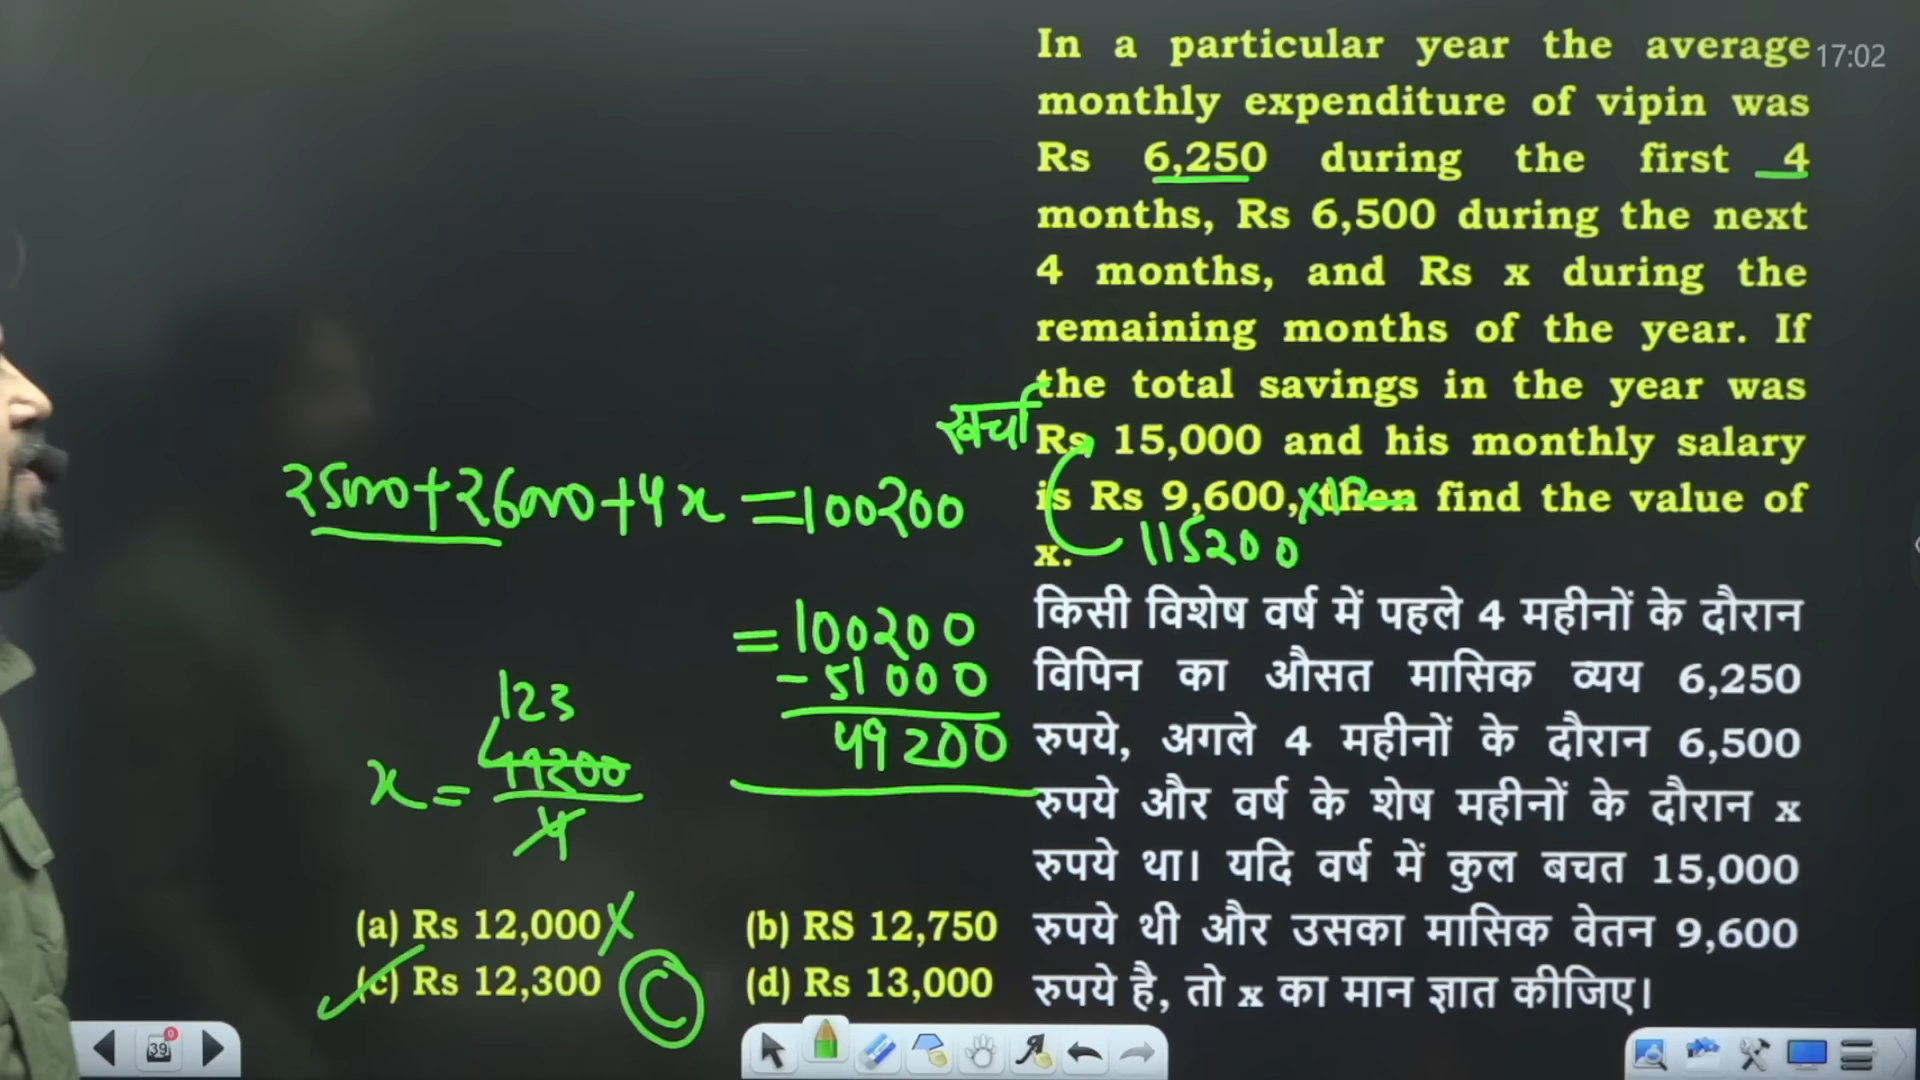 In a particular year the average
17:02
monthly expenditure of vipin was
Rs 6,250 during the first 4
months, Rs 6,500 during the next
4 months, and Rs x during the
remaining months of the year. If
the total savings in the year was
खर्चा
Rs 15,000 and his monthly salary
is Rs 9,600, then find the value of
x12
x.
115200
25000+26000+4x=100200
=100200
-51000
49200
123
x=49200
4
किसी विशेष वर्ष में पहले 4 महीनों के दौरान
विपिन का औसत मासिक व्यय 6,250
रुपये, अगले 4 महीनों के दौरान 6,500
रुपये और वर्ष के शेष महीनों के दौरान x
रुपये था। यदि वर्ष में कुल बचत 15,000
रुपये थी और उसका मासिक वेतन 9,600
रुपये है, तो x का मान ज्ञात कीजिए।
(a) Rs 12,000 (b) RS 12,750
(c) Rs 12,300 (d) Rs 13,000
C
39
0